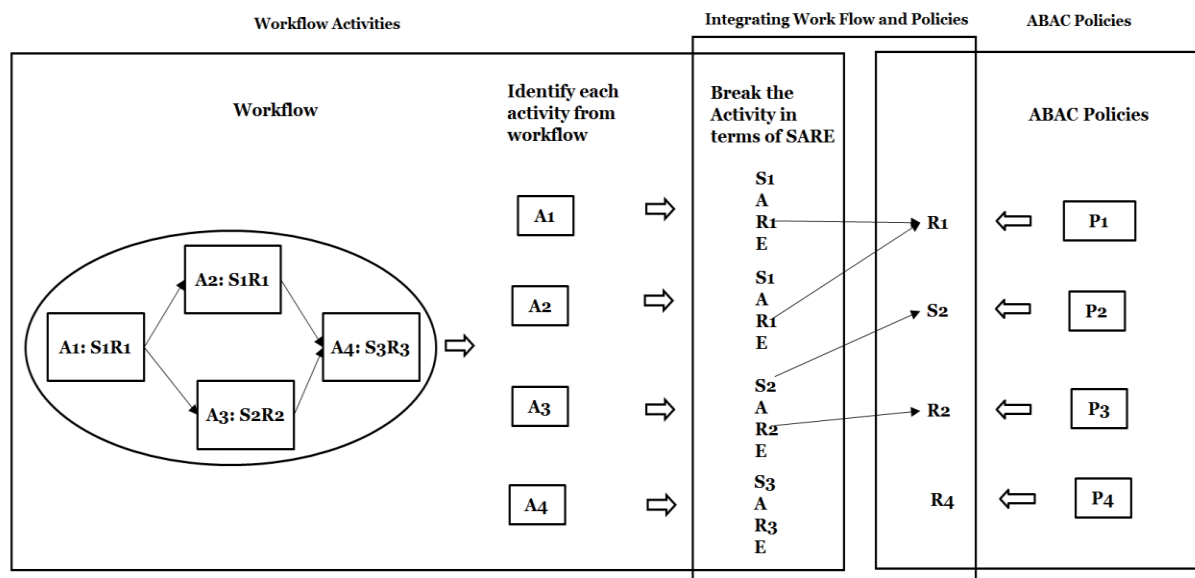 Workflow Activities
Integrating Work Flow and Policies
ABAC Policies
Workflow
Identify each
activity from
workflow
Break the
Activity in
terms of SARE
ABAC Policies
A1: S1R1
A2: S1R1
A3: S2R2
A4: S3R3
A1
A2
A3
A4
S1
A
R1
E
S1
A
R1
E
S2
A
R2
E
S3
A
R3
E
R1
S2
R2
R4
P1
P2
P3
P4